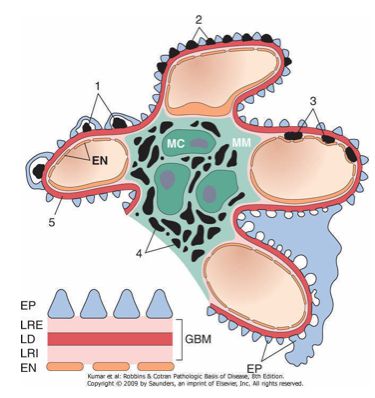 2
1
3
MC
MM
EN
5
4
EP
LRE
LD
LRI
EN
GBM
EP
Kumar et al: Robbins & Cotran Pathologic Basis of Disease, 8th Edition.
Copyright © 2009 by Saunders, an imprint of Elsevier, Inc. All rights reserved.